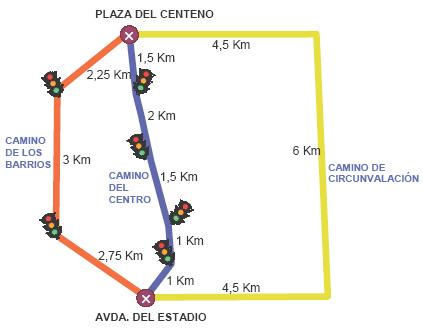 PLAZA DEL CENTENO
4,5 Km
1,5 Km
2,25 Km
2 Km
CAMINO
DE LOS
BARRIOS
3 Km
6 Km
CAMINO DE
CIRCUNVALACIÓN
CAMINO
DEL
CENTRO
1,5 Km
1 Km
2,75 Km
1 Km
4,5 Km
AVDA. DEL ESTADIO